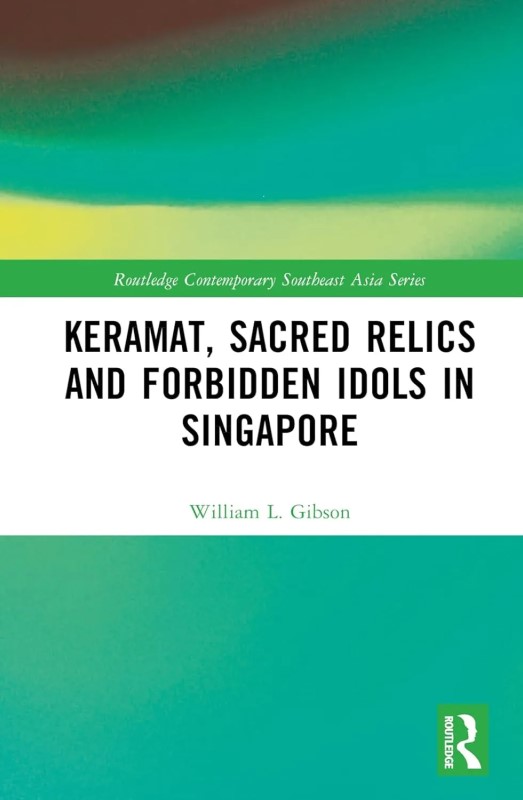 Routledge Contemporary Southeast Asia Series
KERAMAT, SACRED RELICS
AND FORBIDDEN IDOLS IN
SINGAPORE
William L. Gibson
ROUTLEDGE